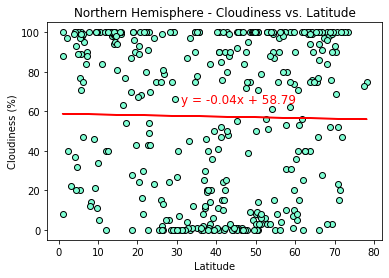 Northern Hemisphere - Cloudiness vs. Latitude
100
80
60
40
20
0
Cloudiness (%)
y = -0.04x + 58.79
0 10 20 30 40 50 60 70 80
Latitude